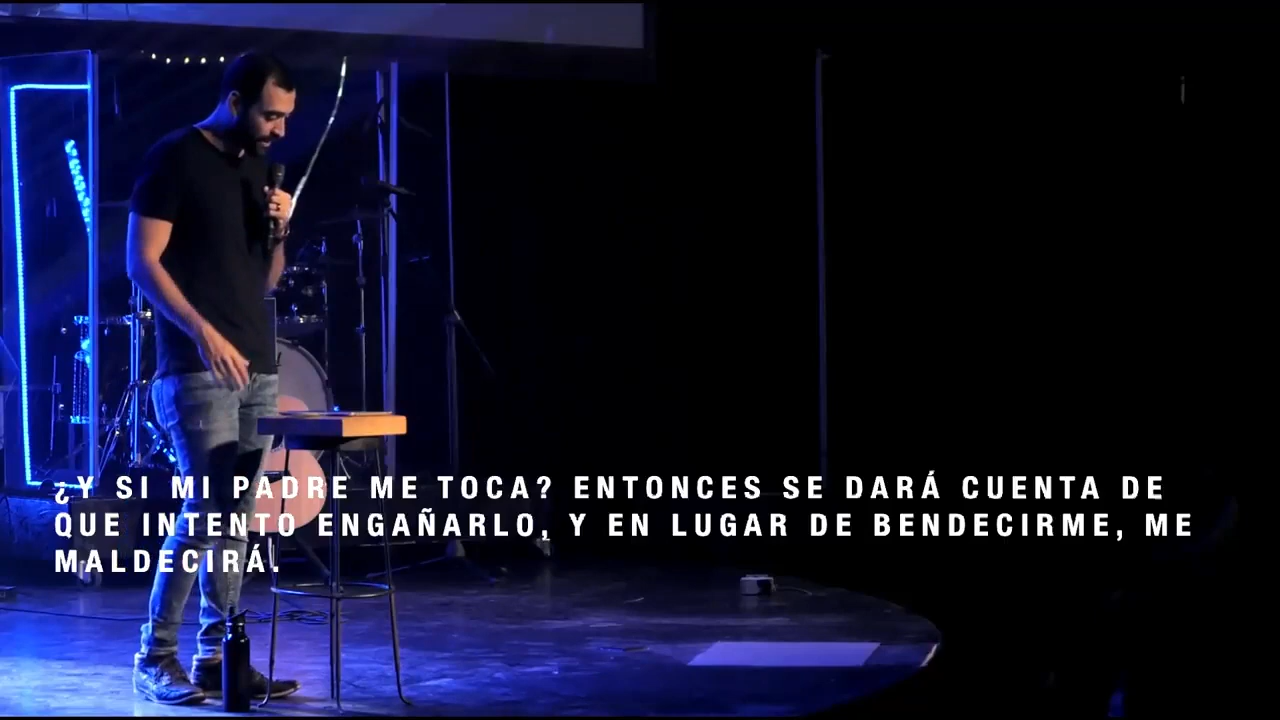 ¿Y SI MI PADRE ME TOCA? ENTONCES SE DARÁ CUENTA DE
QUE INTENTO ENGAÑARLO, Y EN LUGAR DE BENDECIRME, ME
MALDECIRÁ.